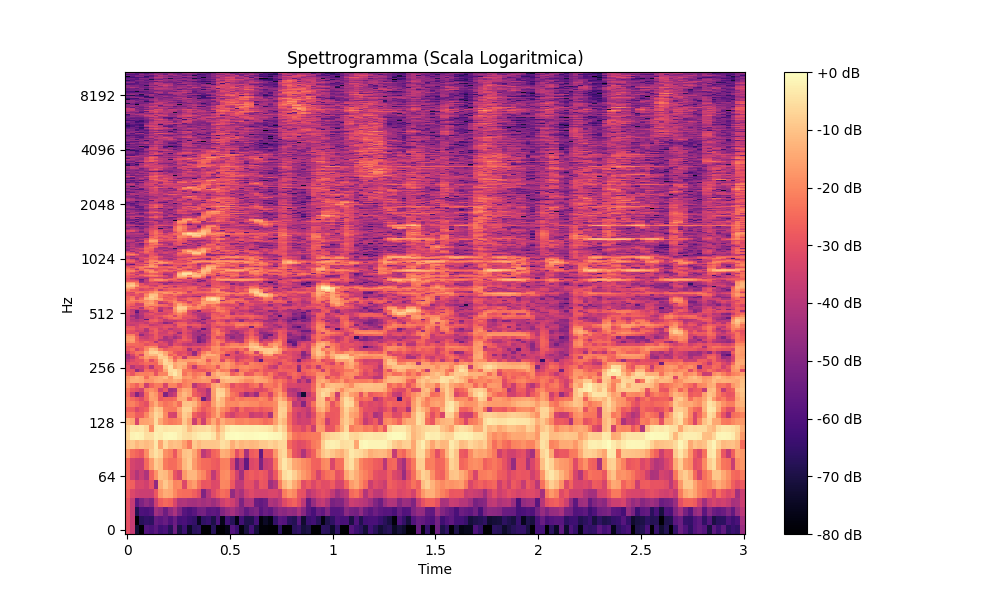 Spettrogramma (Scala Logaritmica)
Hz
8192
4096
2048
1024
512
256
128
64
0
0
0.5
1
1.5
2
2.5
3
Time
+0 dB
-10 dB
-20 dB
-30 dB
-40 dB
-50 dB
-60 dB
-70 dB
-80 dB